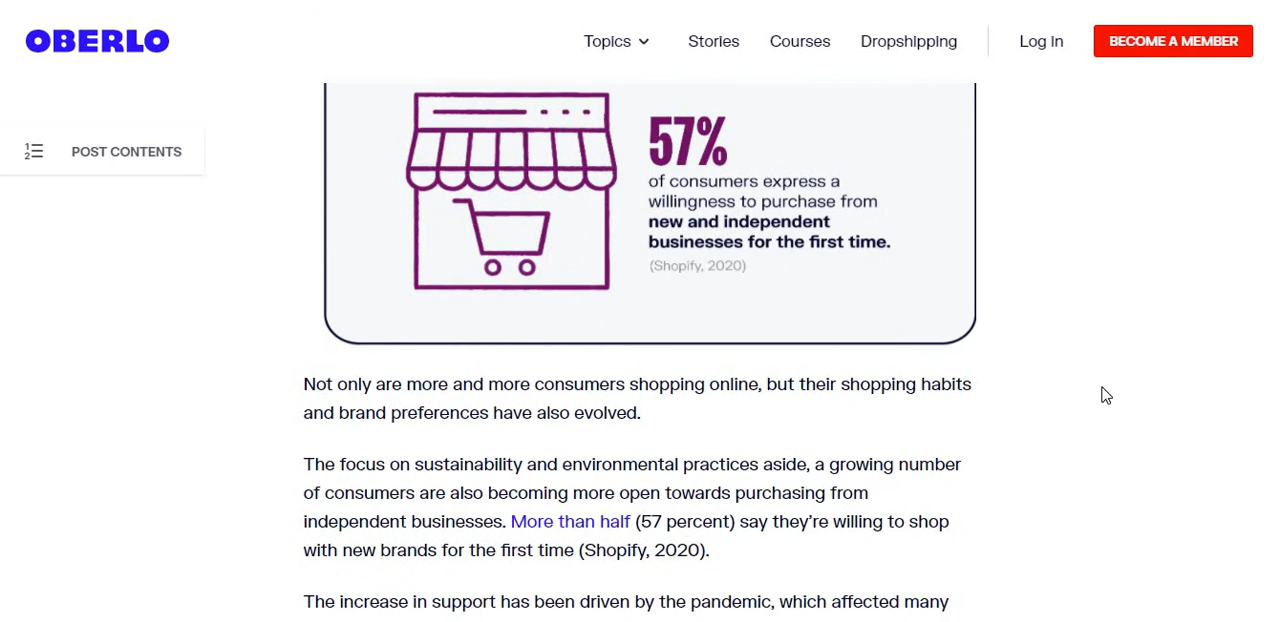 OBERLO
Topics
Stories
Courses
Dropshipping
Log In
BECOME A MEMBER
POST CONTENTS
57%
of consumers express a
willingness to purchase from
new and independent
businesses for the first time.
(Shopify, 2020)
Not only are more and more consumers shopping online, but their shopping habits
and brand preferences have also evolved.
The focus on sustainability and environmental practices aside, a growing number
of consumers are also becoming more open towards purchasing from
independent businesses. More than half (57 percent) say they’re willing to shop
with new brands for the first time (Shopify, 2020).
The increase in support has been driven by the pandemic, which affected many